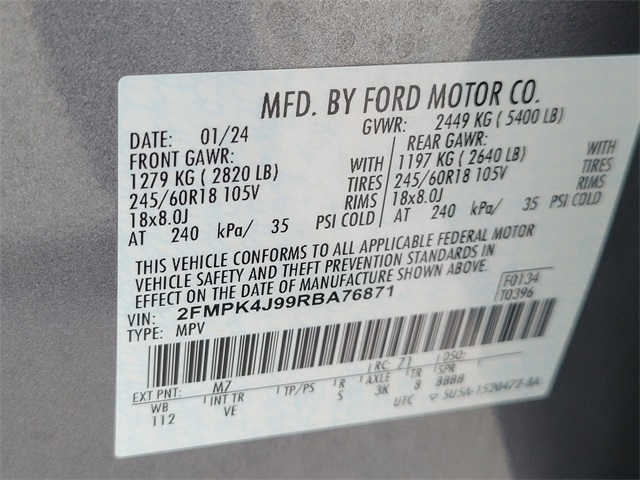 MFD. BY FORD MOTOR CO.
DATE: 01/24 GVWR: 2449 KG ( 5400 LB)
FRONT GAWR: REAR GAWR:
1279 KG ( 2820 LB) WITH 1197 KG ( 2640 LB) WITH
245/60R18 105V TIRES 245/60R18 105V TIRES
18x8.0J RIMS 18x8.0J RIMS
AT 240 kPa/ 35 PSI COLD AT 240 kPa/ 35 PSI COLD
THIS VEHICLE CONFORMS TO ALL APPLICABLE FEDERAL MOTOR
VEHICLE SAFETY AND THEFT PREVENTION STANDARDS IN
EFFECT ON THE DATE OF MANUFACTURE SHOWN ABOVE.
VIN: 2FMPK4J99RBA76871 F0134
TYPE: MPV T0396
EXT PNT: M7 RC: 71 DSO:
WB INT TR TP/PS R AXLE TR SPR
112 VE S 3K 8 8888
UTC